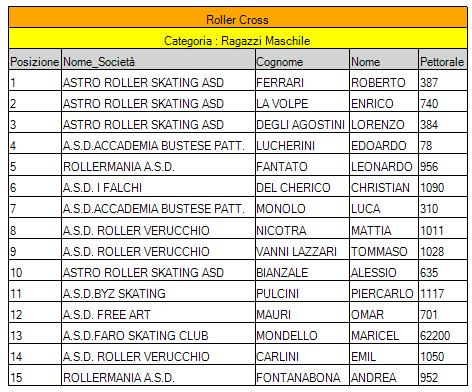 Roller Cross
Categoria : Ragazzi Maschile
Posizione Nome_Società Cognome Nome Pettorale
1 ASTRO ROLLER SKATING ASD FERRARI ROBERTO 387
2 ASTRO ROLLER SKATING ASD LA VOLPE ENRICO 740
3 ASTRO ROLLER SKATING ASD DEGLI AGOSTINI LORENZO 384
4 A.S.D.ACCADEMIA BUSTESE PATT. LUCHERINI EDOARDO 78
5 ROLLERMANIA A.S.D. FANTATO LEONARDO 956
6 A.S.D. I FALCHI DEL CHERICO CHRISTIAN 1090
7 A.S.D.ACCADEMIA BUSTESE PATT. MONOLO LUCA 310
8 A.S.D. ROLLER VERUCCHIO NICOTRA MATTIA 1011
9 A.S.D. ROLLER VERUCCHIO VANNI LAZZARI TOMMASO 1028
10 ASTRO ROLLER SKATING ASD BIANZALE ALESSIO 635
11 A.S.D.BYZ SKATING PULCINI PIERCARLO 1117
12 A.S.D. FREE ART MAURI OMAR 701
13 A.S.D.FARO SKATING CLUB MONDELLO MARICEL 62200
14 A.S.D. ROLLER VERUCCHIO CARLINI EMIL 1050
15 ROLLERMANIA A.S.D. FONTANABONA ANDREA 952